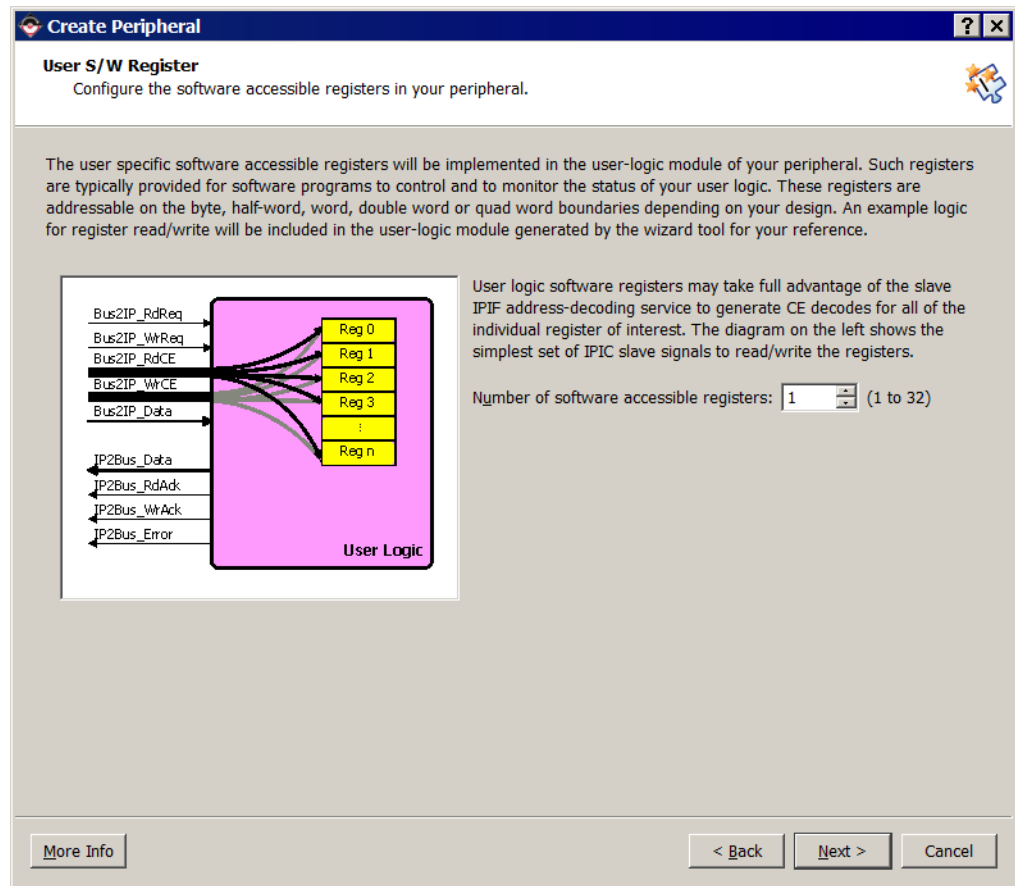 Create Peripheral
User S/W Register
Configure the software accessible registers in your peripheral.
The user specific software accessible registers will be implemented in the user-logic module of your peripheral. Such registers
are typically provided for software programs to control and to monitor the status of your user logic. These registers are
addressable on the byte, half-word, word, double word or quad word boundaries depending on your design. An example logic
for register read/write will be included in the user-logic module generated by the wizard tool for your reference.
Bus2IP_RdReq
Bus2IP_WrReq
Bus2IP_RdCE
Bus2IP_WrCE
Bus2IP_Data
IP2Bus_Data
IP2Bus_RdAck
IP2Bus_WrAck
IP2Bus_Error
Reg 0
Reg 1
Reg 2
Reg 3
:
Reg n
User Logic
User logic software registers may take full advantage of the slave
IPIF address-decoding service to generate CE decodes for all of the
individual register of interest. The diagram on the left shows the
simplest set of IPIC slave signals to read/write the registers.
Number of software accessible registers: 1 (1 to 32)
More Info
< Back
Next >
Cancel